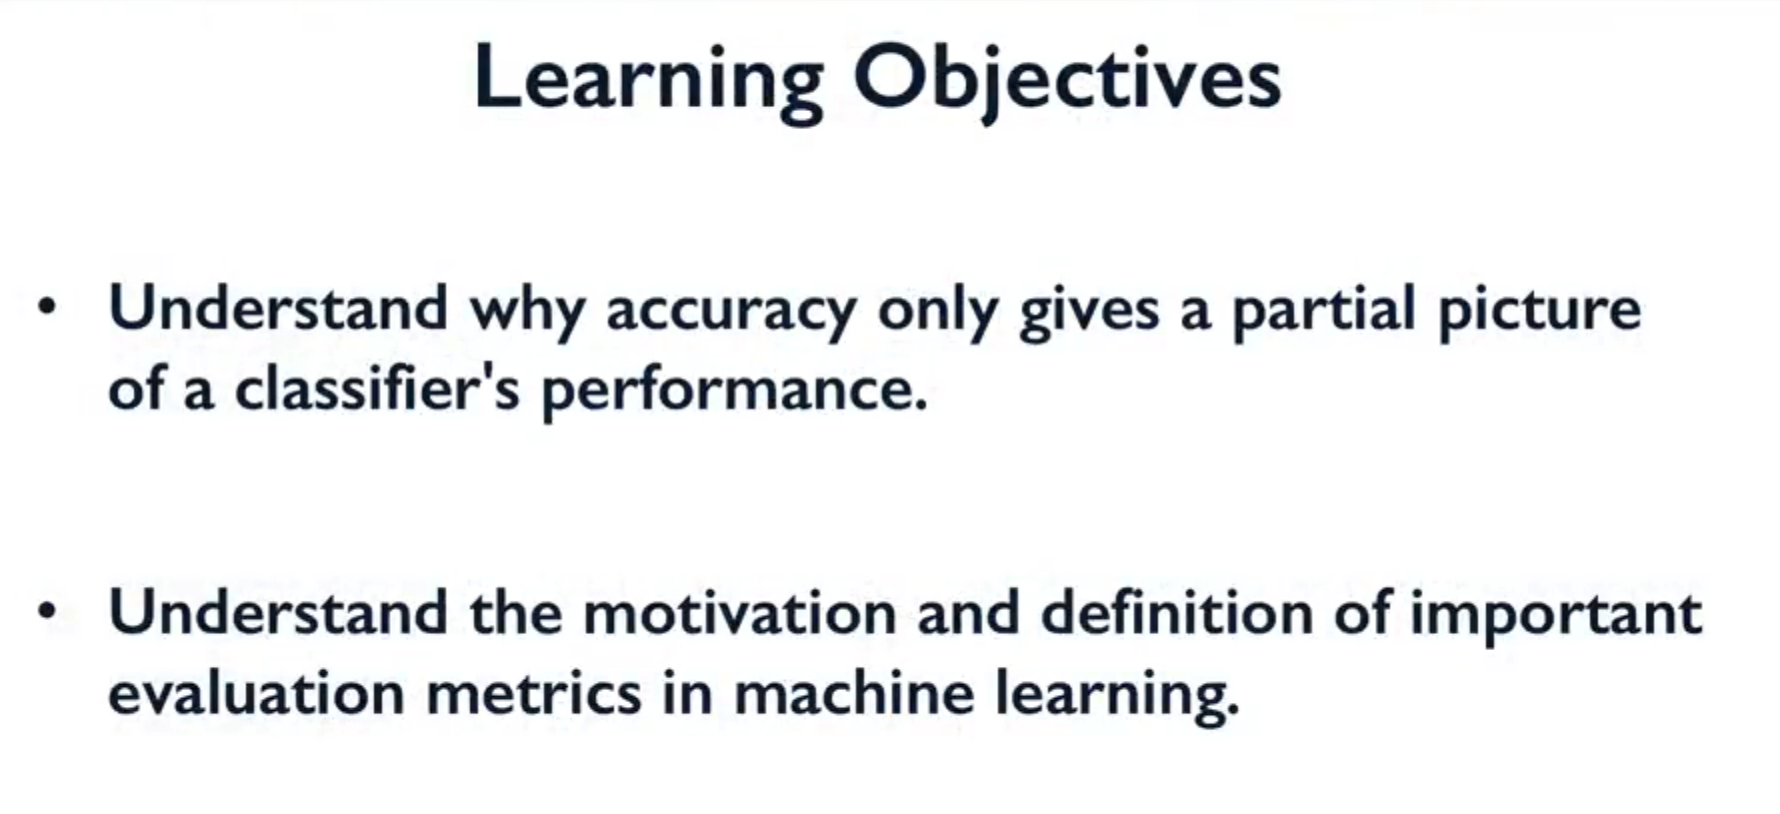 Learning Objectives
• Understand why accuracy only gives a partial picture
of a classifier's performance.
• Understand the motivation and definition of important
evaluation metrics in machine learning.